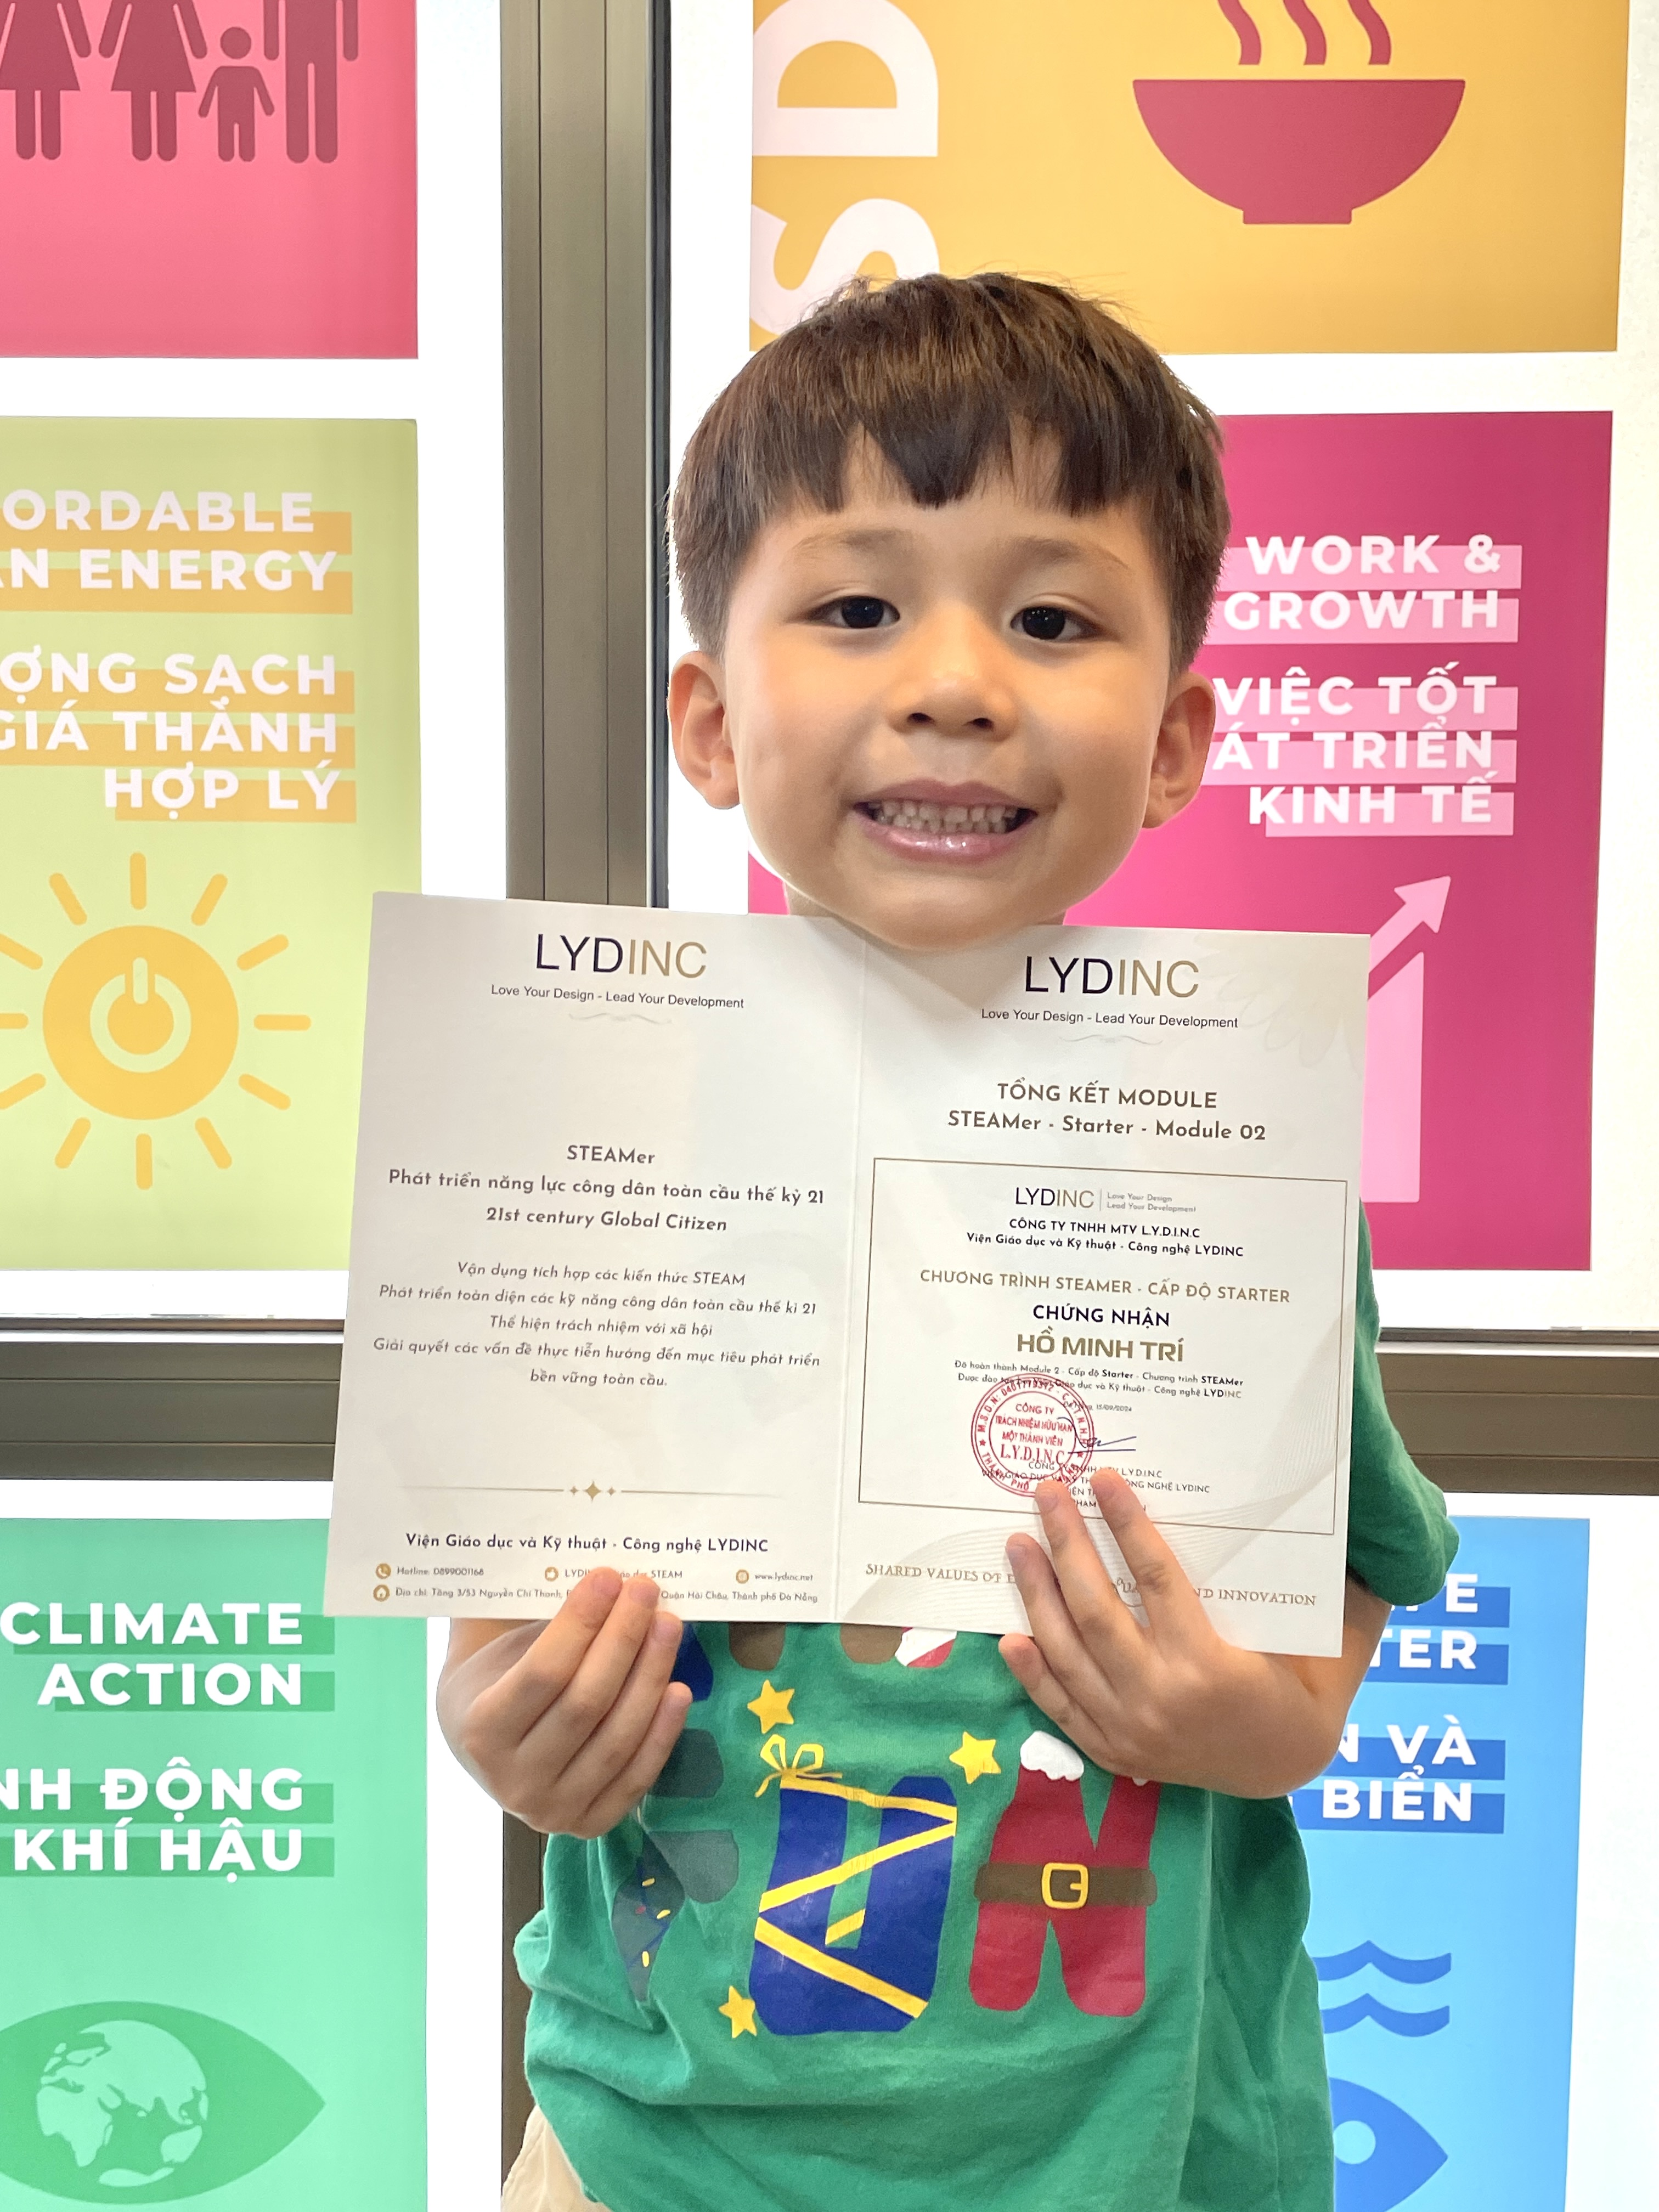 SD
ORDABLE
AN ENERGY
ỢNG SẠCH
GIÁ THÀNH
HỢP LÝ
WORK &
GROWTH
VIỆC TỐT
ÁT TRIỂN
KINH TẾ
LYDINC
Love Your Design - Lead Your Development
STEAMer
Phát triển năng lực công dân toàn cầu thế kỷ 21
21st century Global Citizen
Vận dụng tích hợp các kiến thức STEAM
Phát triển toàn diện các kỹ năng công dân toàn cầu thế kỉ 21
Thể hiện trách nhiệm với xã hội
Giải quyết các vấn đề thực tiễn hướng đến mục tiêu phát triển
bền vững toàn cầu.
Viện Giáo dục và Kỹ thuật - Công nghệ LYDINC
Hotline: 0899001168
STEAM
www.lydinc.net
Địa chỉ: Tầng 3/53 Nguyễn Chí Thanh,
Quận Hải Châu, Thành phố Đà Nẵng
LYDINC
Love Your Design - Lead Your Development
TỔNG KẾT MODULE
STEAMer - Starter - Module 02
LYDINC
Love Your Design
Lead Your Development
CÔNG TY TNHH MTV L.Y.D.I.N.C
Viện Giáo dục và Kỹ thuật - Công nghệ LYDINC
CHƯƠNG TRÌNH STEAMER - CẤP ĐỘ STARTER
CHỨNG NHẬN
HỒ MINH TRÍ
Đã hoàn thành Module 2 - Cấp độ Starter - Chương trình STEAMer
Được đào dục và Kỹ thuật - Công nghệ LYDINC
15/09/2024
CÔNG TY
TRÁCH NHIỆM HỮU HẠN
MỘT THÀNH VIÊN
L.Y.D.I.N.C
L.Y.D.I.N.C
NGHỆ LYDINC
SHARED VALUES OF
ND INNOVATION
CLIMATE
ACTION
NH ĐỘNG
KHÍ HẬU
E
TER
N VÀ
BIỂN